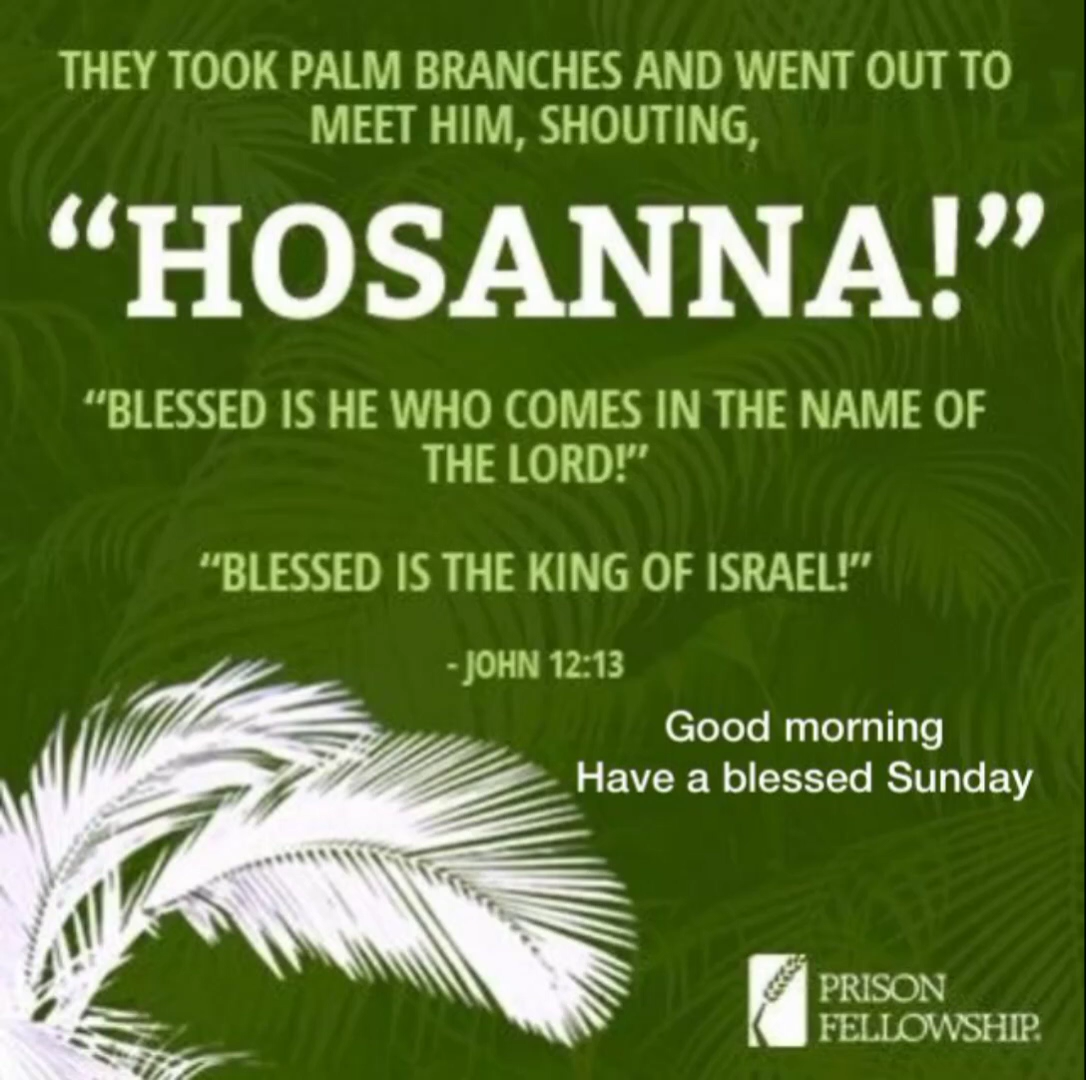 THEY TOOK PALM BRANCHES AND WENT OUT TO
MEET HIM, SHOUTING,
“HOSANNA!”
“BLESSED IS HE WHO COMES IN THE NAME OF
THE LORD!”
“BLESSED IS THE KING OF ISRAEL!”
- JOHN 12:13
Good morning
Have a blessed Sunday
PRISON
FELLOWSHIP.